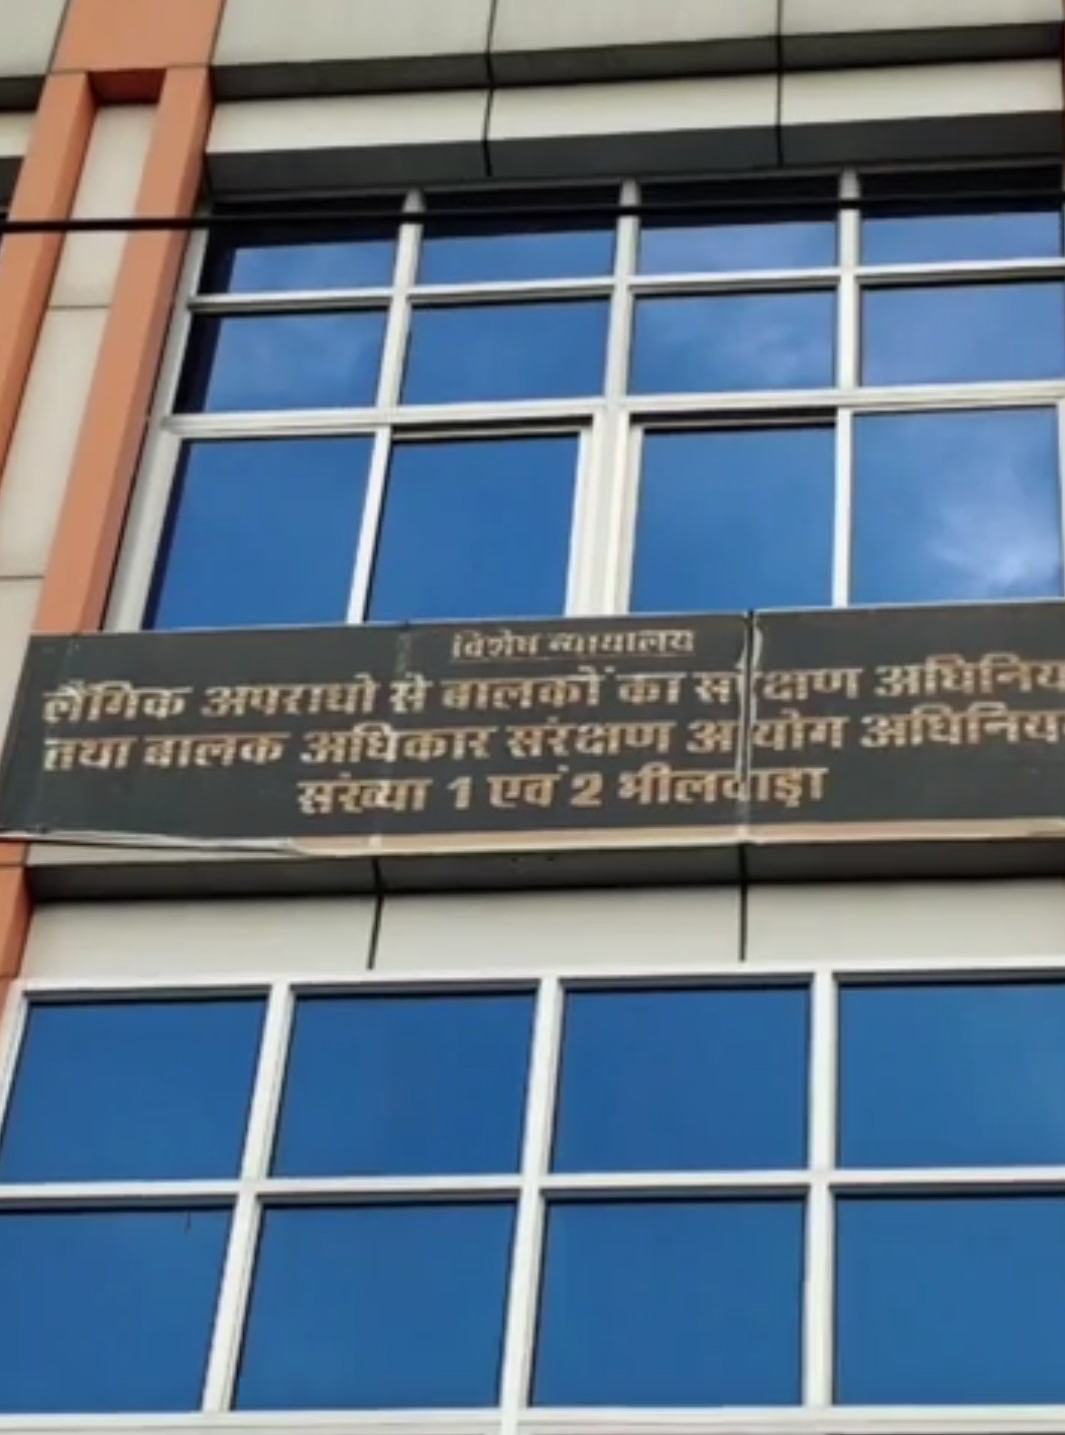 विशेष न्यायालय
लैंगिक अपराधो से बालकों का संरक्षण अधिनिय
तथा बालक अधिकार संरक्षण आयोग अधिनिय
संख्या 1 एवं 2 भीलवाड़ा